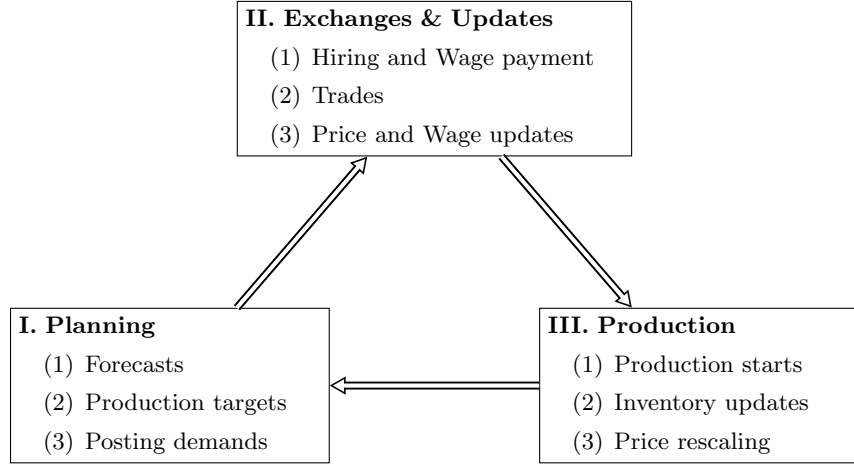 II. Exchanges & Updates
(1) Hiring and Wage payment
(2) Trades
(3) Price and Wage updates
I. Planning
(1) Forecasts
(2) Production targets
(3) Posting demands
III. Production
(1) Production starts
(2) Inventory updates
(3) Price rescaling